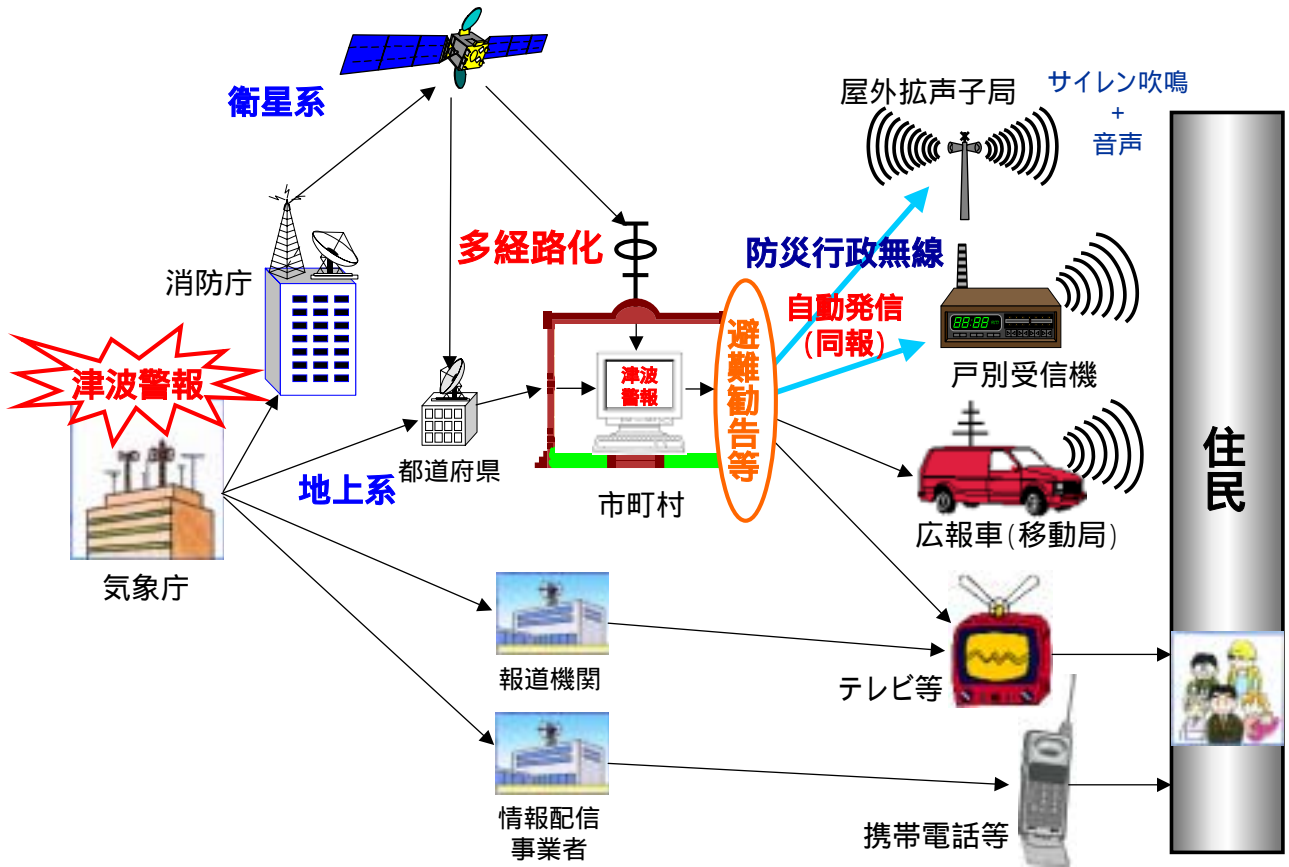 衛星系
屋外拡声子局
サイレン吹鳴
+
音声
多経路化
防災行政無線
消防庁
自動発信
(同報)
避難勧告等
88:88
津波警報
津波
警報
戸別受信機
住民
都道府県
地上系
市町村
広報車(移動局)
気象庁
報道機関
テレビ等
情報配信
事業者
携帯電話等